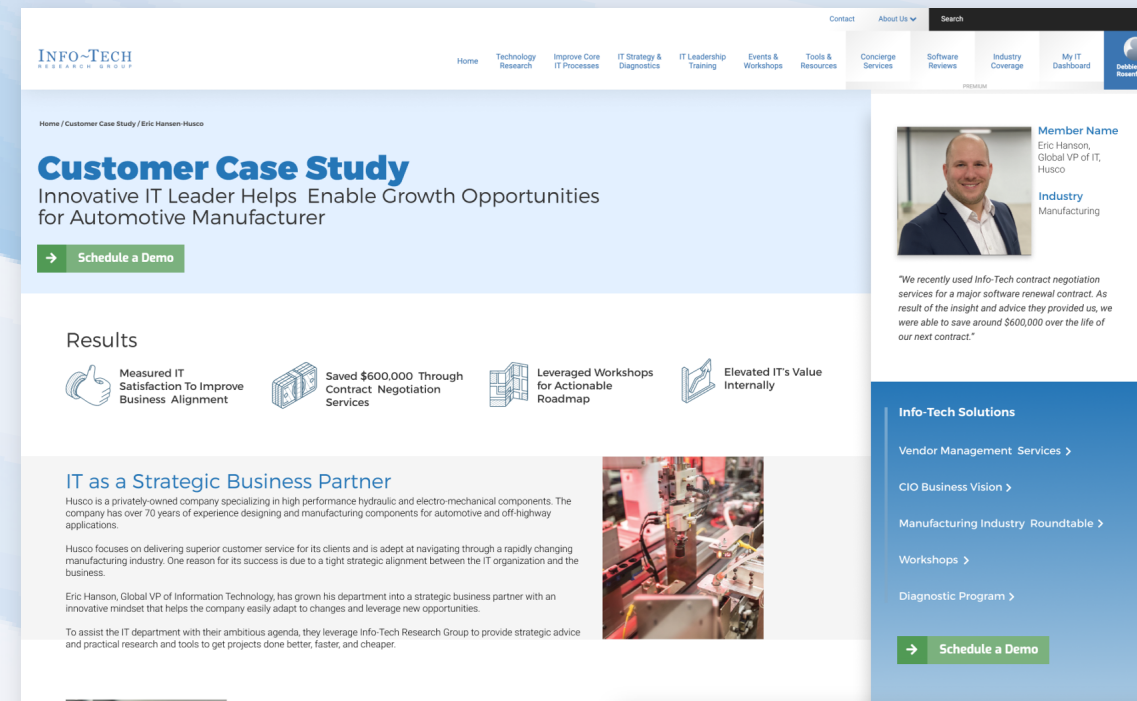 Contact About Us Search
INFO~TECH
RESEARCH GROUP
Home Technology Research Improve Core IT Processes IT Strategy & Diagnostics IT Leadership Training Events & Workshops Tools & Resources Concierge Services Software Reviews Industry Coverage My IT Dashboard Debbie
PREMIUM
Home / Customer Case Study / Eric Hansen-Husco
Customer Case Study
Innovative IT Leader Helps Enable Growth Opportunities
for Automotive Manufacturer
Schedule a Demo
Member Name
Eric Hanson,
Global VP of IT,
Husco
Industry
Manufacturing
"We recently used Info-Tech contract negotiation
services for a major software renewal contract. As
result of the insight and advice they provided us, we
were able to save around $600,000 over the life of
our next contract."
Results
Measured IT
Satisfaction To Improve
Business Alignment
Saved $600,000 Through
Contract Negotiation
Services
Leveraged Workshops
for Actionable
Roadmap
Elevated IT's Value
Internally
IT as a Strategic Business Partner
Husco is a privately-owned company specializing in high performance hydraulic and electro-mechanical components. The
company has over 70 years of experience designing and manufacturing components for automotive and off-highway
applications.
Husco focuses on delivering superior customer service for its clients and is adept at navigating through a rapidly changing
manufacturing industry. One reason for its success is due to a tight strategic alignment between the IT organization and the
business.
Eric Hanson, Global VP of Information Technology, has grown his department into a strategic business partner with an
innovative mindset that helps the company easily adapt to changes and leverage new opportunities.
To assist the IT department with their ambitious agenda, they leverage Info-Tech Research Group to provide strategic advice
and practical research and tools to get projects done better, faster, and cheaper.
Info-Tech Solutions
Vendor Management Services
CIO Business Vision
Manufacturing Industry Roundtable
Workshops
Diagnostic Program
Schedule a Demo